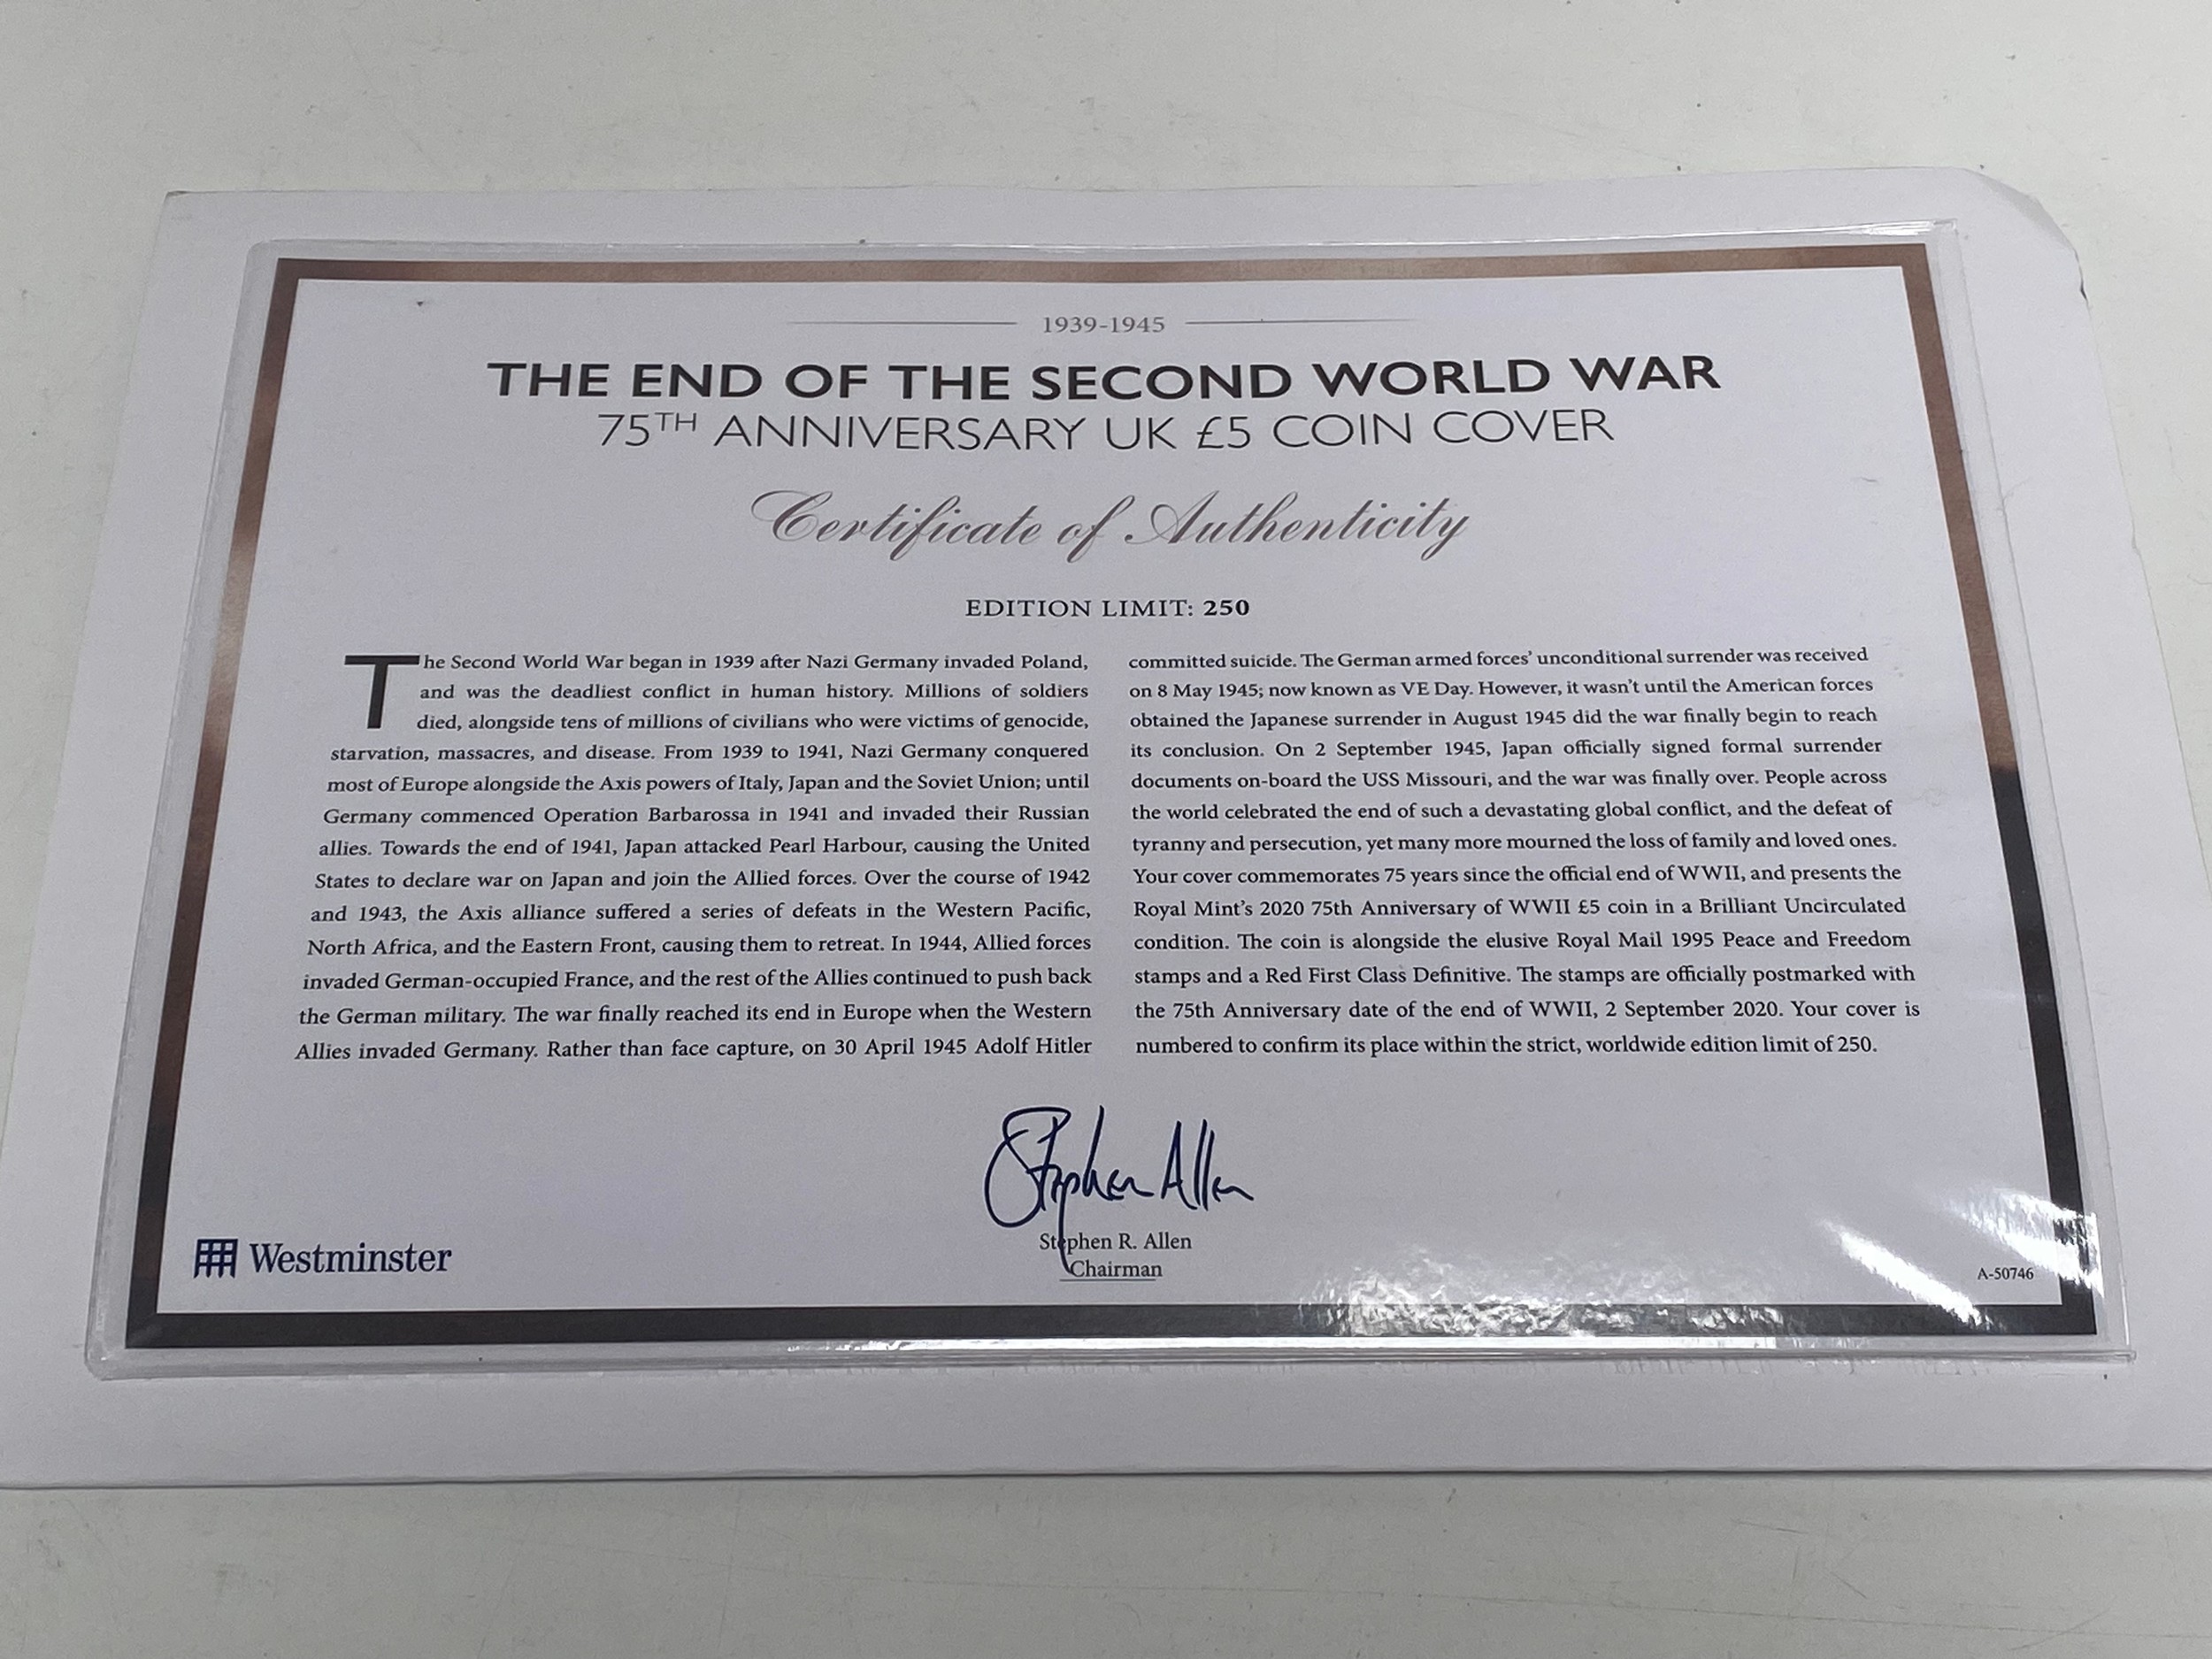 1939-1945
THE END OF THE SECOND WORLD WAR
75TH ANNIVERSARY UK £5 COIN COVER
Certificate of Authenticity
EDITION LIMIT: 250
The Second World War began in 1939 after Nazi Germany invaded Poland,
and was the deadliest conflict in human history. Millions of soldiers
died, alongside tens of millions of civilians who were victims of genocide,
starvation, massacres, and disease. From 1939 to 1941, Nazi Germany conquered
most of Europe alongside the Axis powers of Italy, Japan and the Soviet Union; until
Germany commenced Operation Barbarossa in 1941 and invaded their Russian
allies. Towards the end of 1941, Japan attacked Pearl Harbour, causing the United
States to declare war on Japan and join the Allied forces. Over the course of 1942
and 1943, the Axis alliance suffered a series of defeats in the Western Pacific,
North Africa, and the Eastern Front, causing them to retreat. In 1944, Allied forces
invaded German-occupied France, and the rest of the Allies continued to push back
the German military. The war finally reached its end in Europe when the Western
Allies invaded Germany. Rather than face capture, on 30 April 1945 Adolf Hitler
committed suicide. The German armed forces' unconditional surrender was received
on 8 May 1945; now known as VE Day. However, it wasn't until the American forces
obtained the Japanese surrender in August 1945 did the war finally begin to reach
its conclusion. On 2 September 1945, Japan officially signed formal surrender
documents on-board the USS Missouri, and the war was finally over. People across
the world celebrated the end of such a devastating global conflict, and the defeat of
tyranny and persecution, yet many more mourned the loss of family and loved ones.
Your cover commemorates 75 years since the official end of WWII, and presents the
Royal Mint's 2020 75th Anniversary of WWII £5 coin in a Brilliant Uncirculated
condition. The coin is alongside the elusive Royal Mail 1995 Peace and Freedom
stamps and a Red First Class Definitive. The stamps are officially postmarked with
the 75th Anniversary date of the end of WWII, 2 September 2020. Your cover is
numbered to confirm its place within the strict, worldwide edition limit of 250.
Stephen Allen
Stephen R. Allen
Chairman
Westminster
A-50746